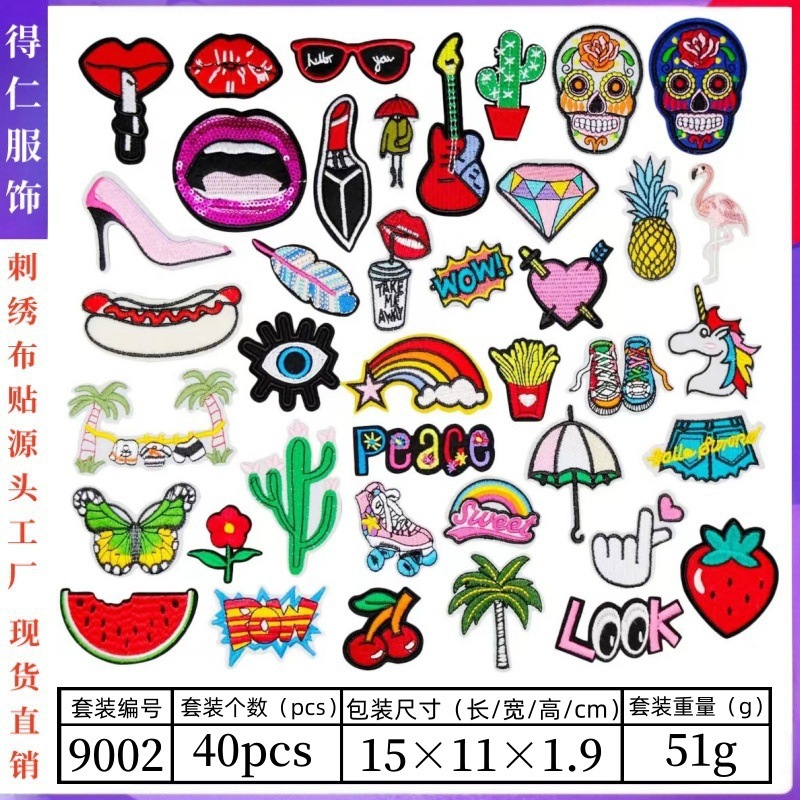 得仁服饰
刺绣布贴源头工厂 现货直销
hello you
TAKE
ME
AWAY
WOW!
Peace
Sweet
POW
LOOK
套装编号 套装个数（pcs） 包装尺寸（长/宽/高/cm） 套装重量（g）
9002 40pcs 15×11×1.9 51g